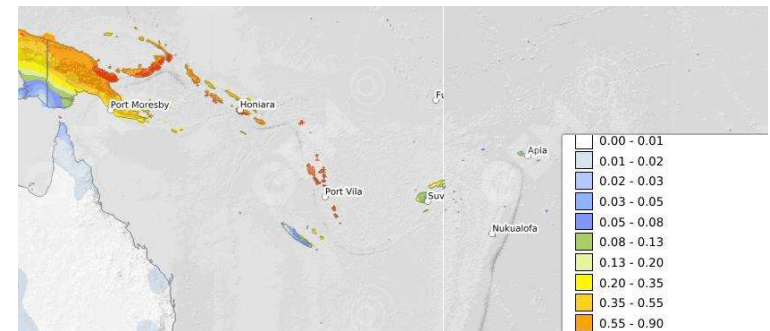 Port Moresby
Honiara
Fu
Apia
Port Vila
Suv
Nukualofa
0.00 - 0.01
0.01 - 0.02
0.02 - 0.03
0.03 - 0.05
0.05 - 0.08
0.08 - 0.13
0.13 - 0.20
0.20 - 0.35
0.35 - 0.55
0.55 - 0.90